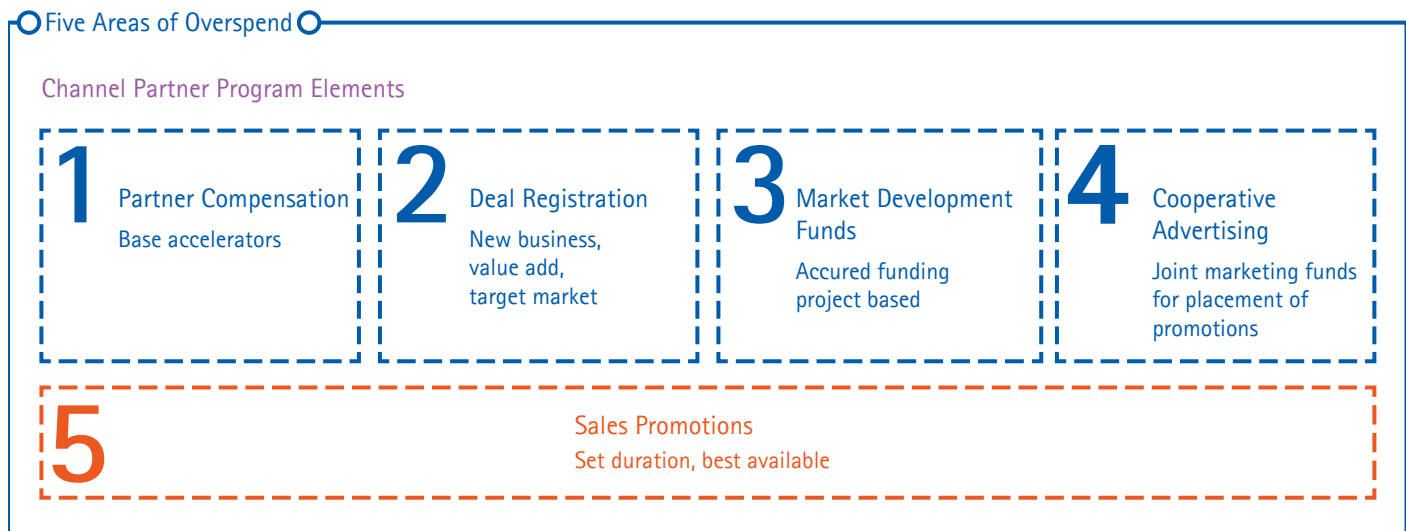 Five Areas of Overspend
Channel Partner Program Elements
1
Partner Compensation
Base accelerators
2
Deal Registration
New business,
value add,
target market
3
Market Development
Funds
Accured funding
project based
4
Cooperative
Advertising
Joint marketing funds
for placement of
promotions
5
Sales Promotions
Set duration, best available